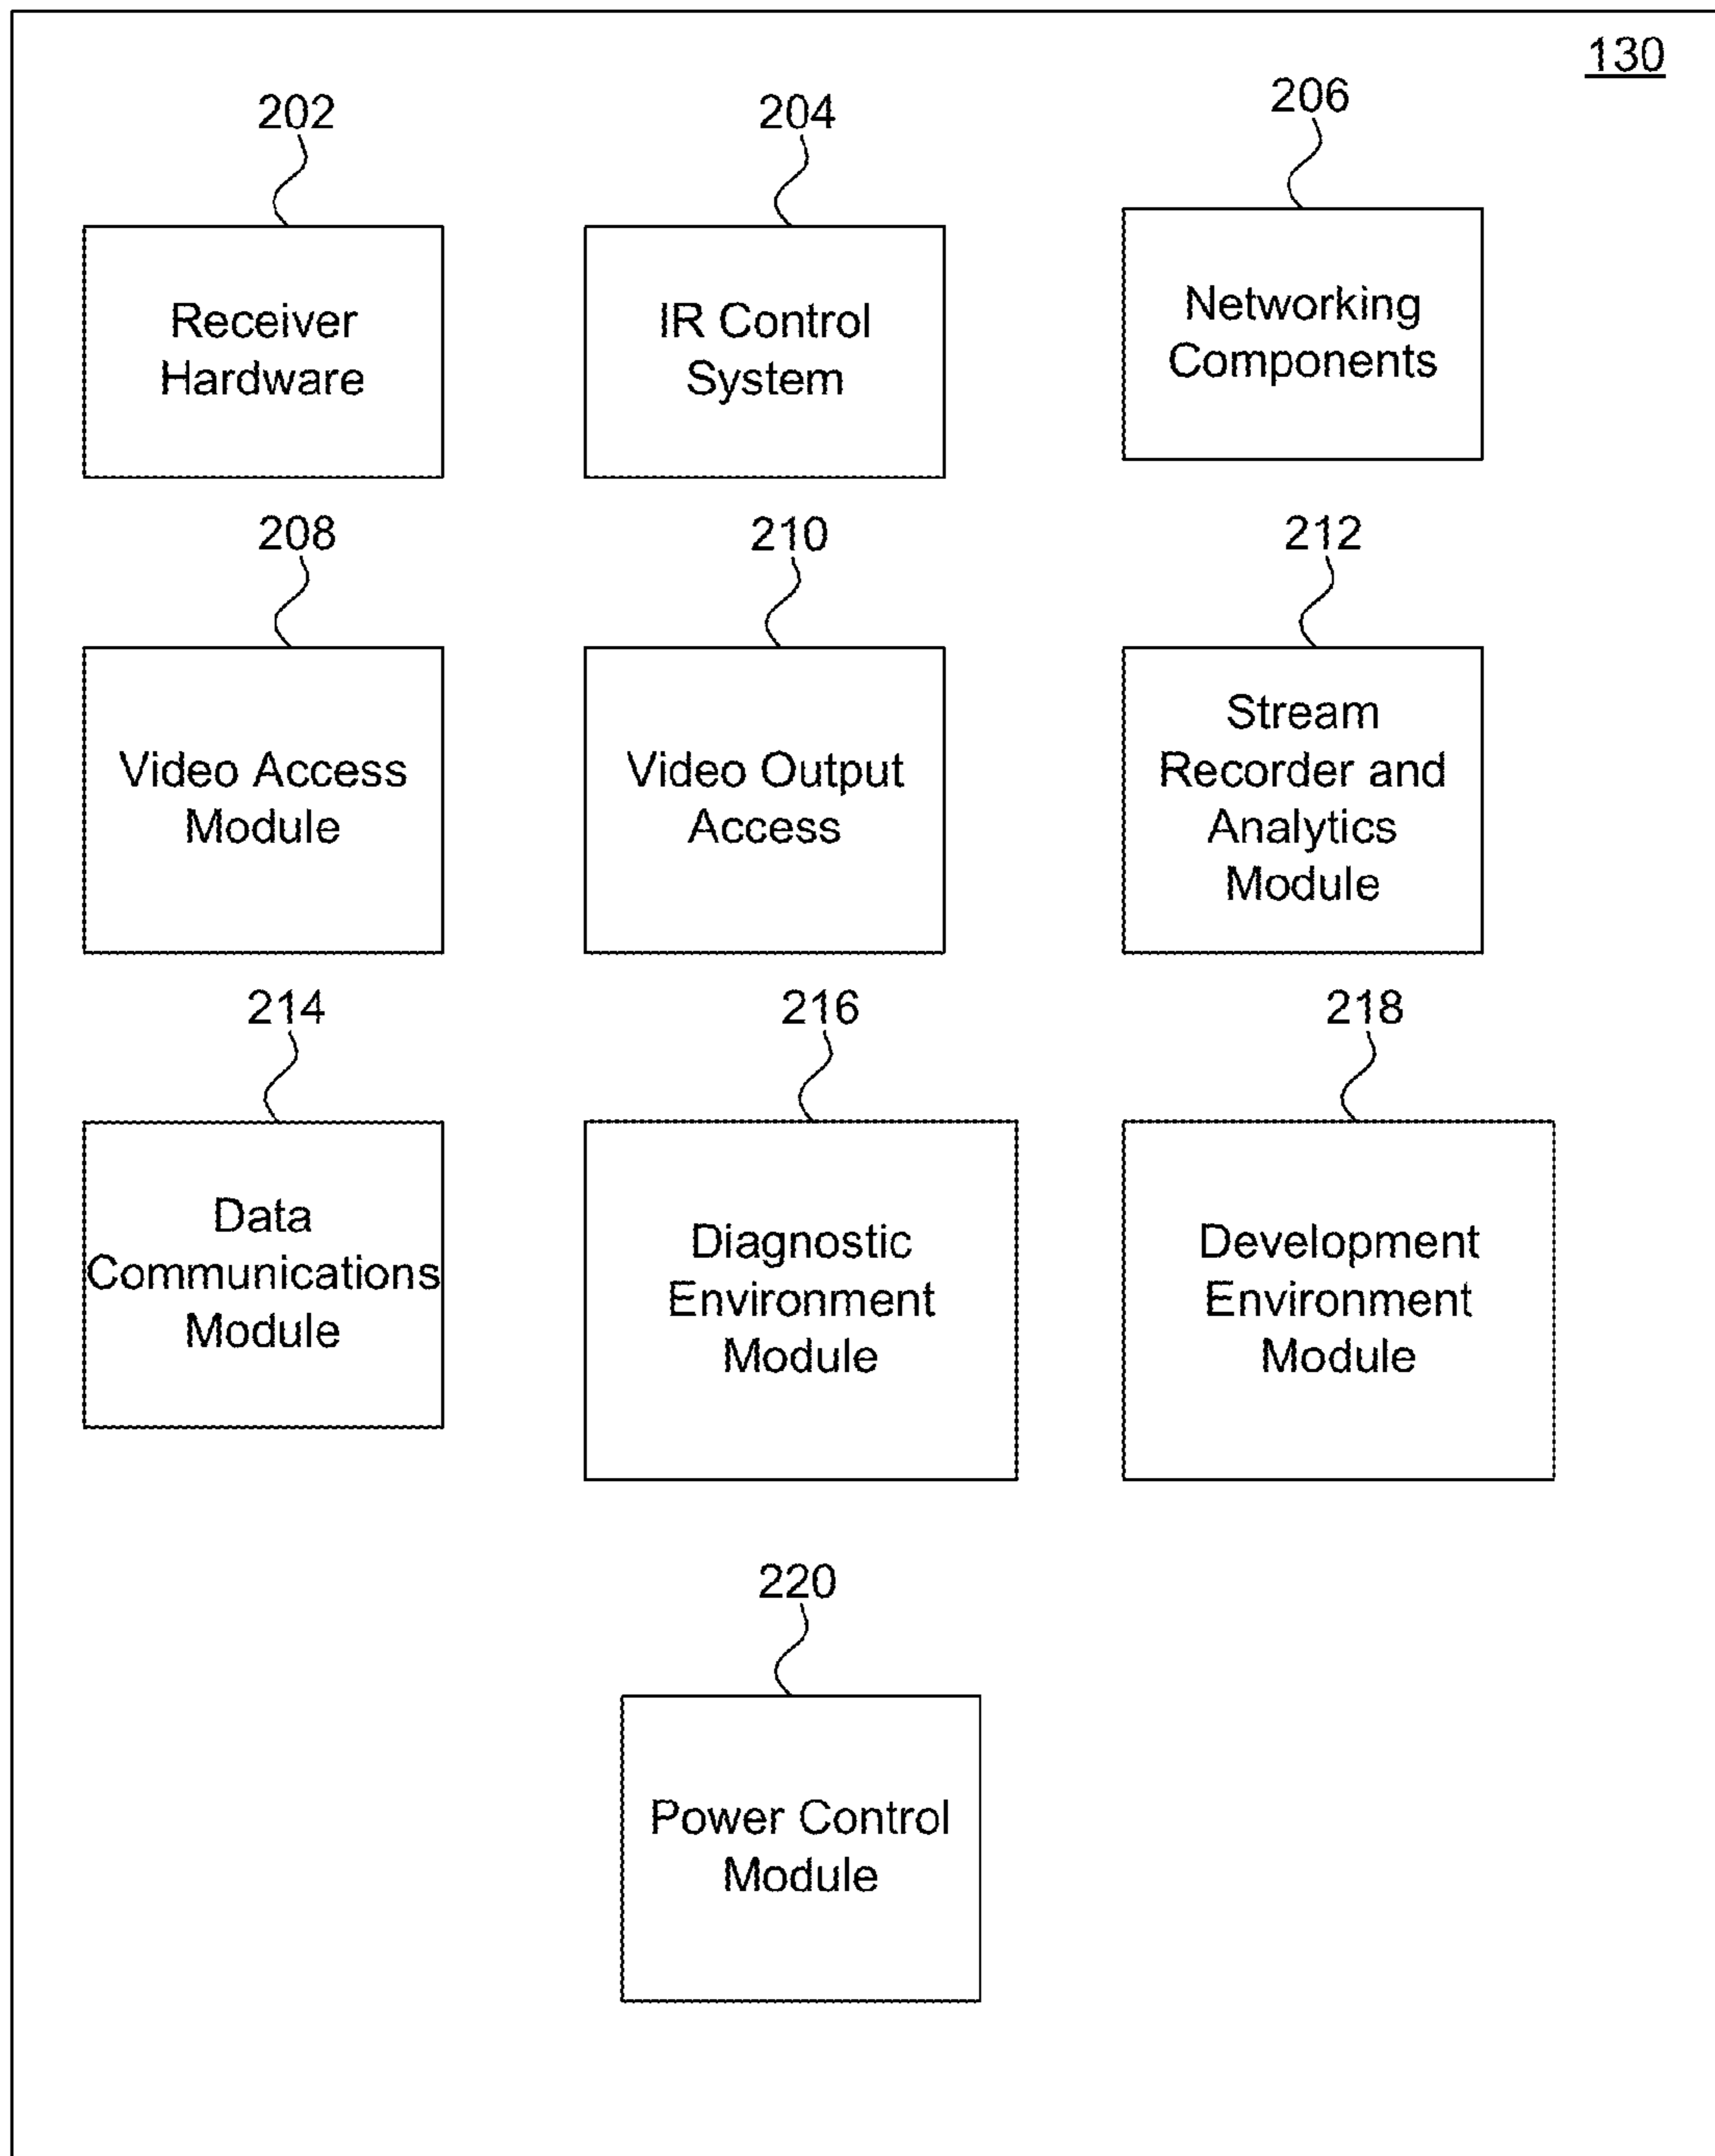 130
202
204
206
Receiver
Hardware
IR Control
System
Networking
Components
208
210
212
Video Access
Module
Video Output
Access
Stream
Recorder and
Analytics
Module
214
216
218
Data
Communications
Module
Diagnostic
Environment
Module
Development
Environment
Module
220
Power Control
Module